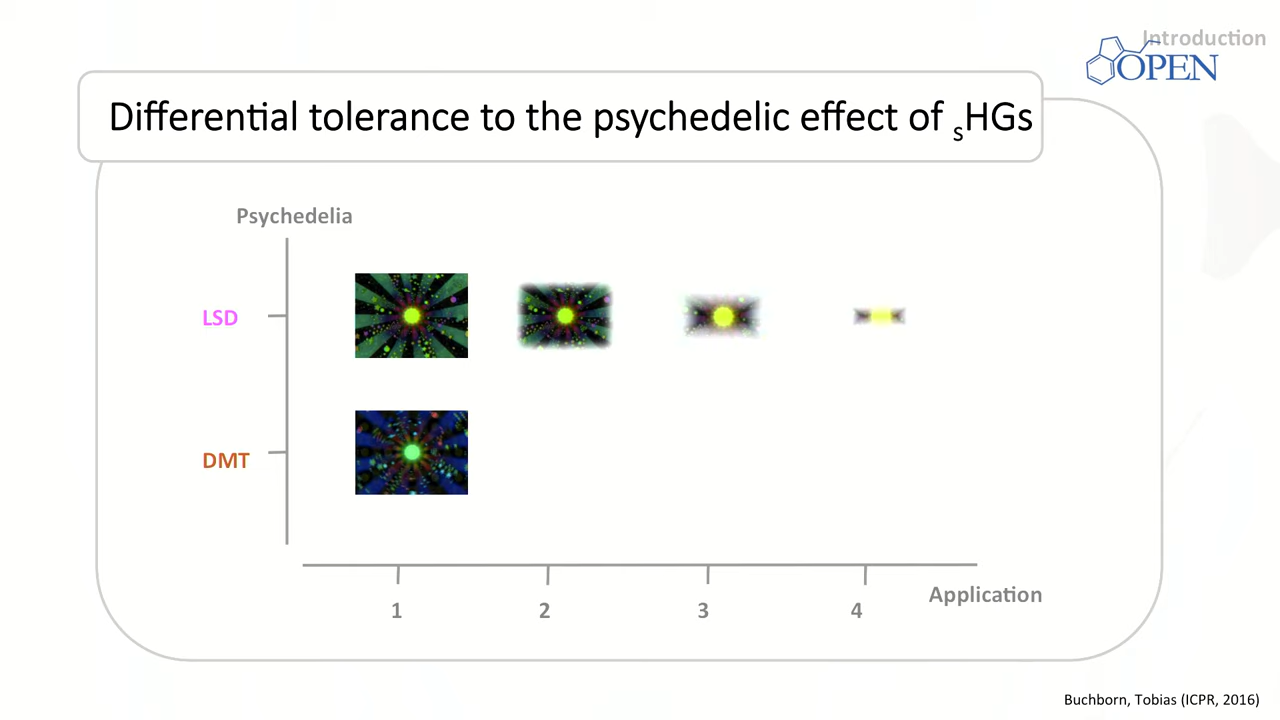 Introduction
OPEN
Differential tolerance to the psychedelic effect of sHGs
Psychedelia
LSD
DMT
1 2 3 4
Application
Buchborn, Tobias (ICPR, 2016)